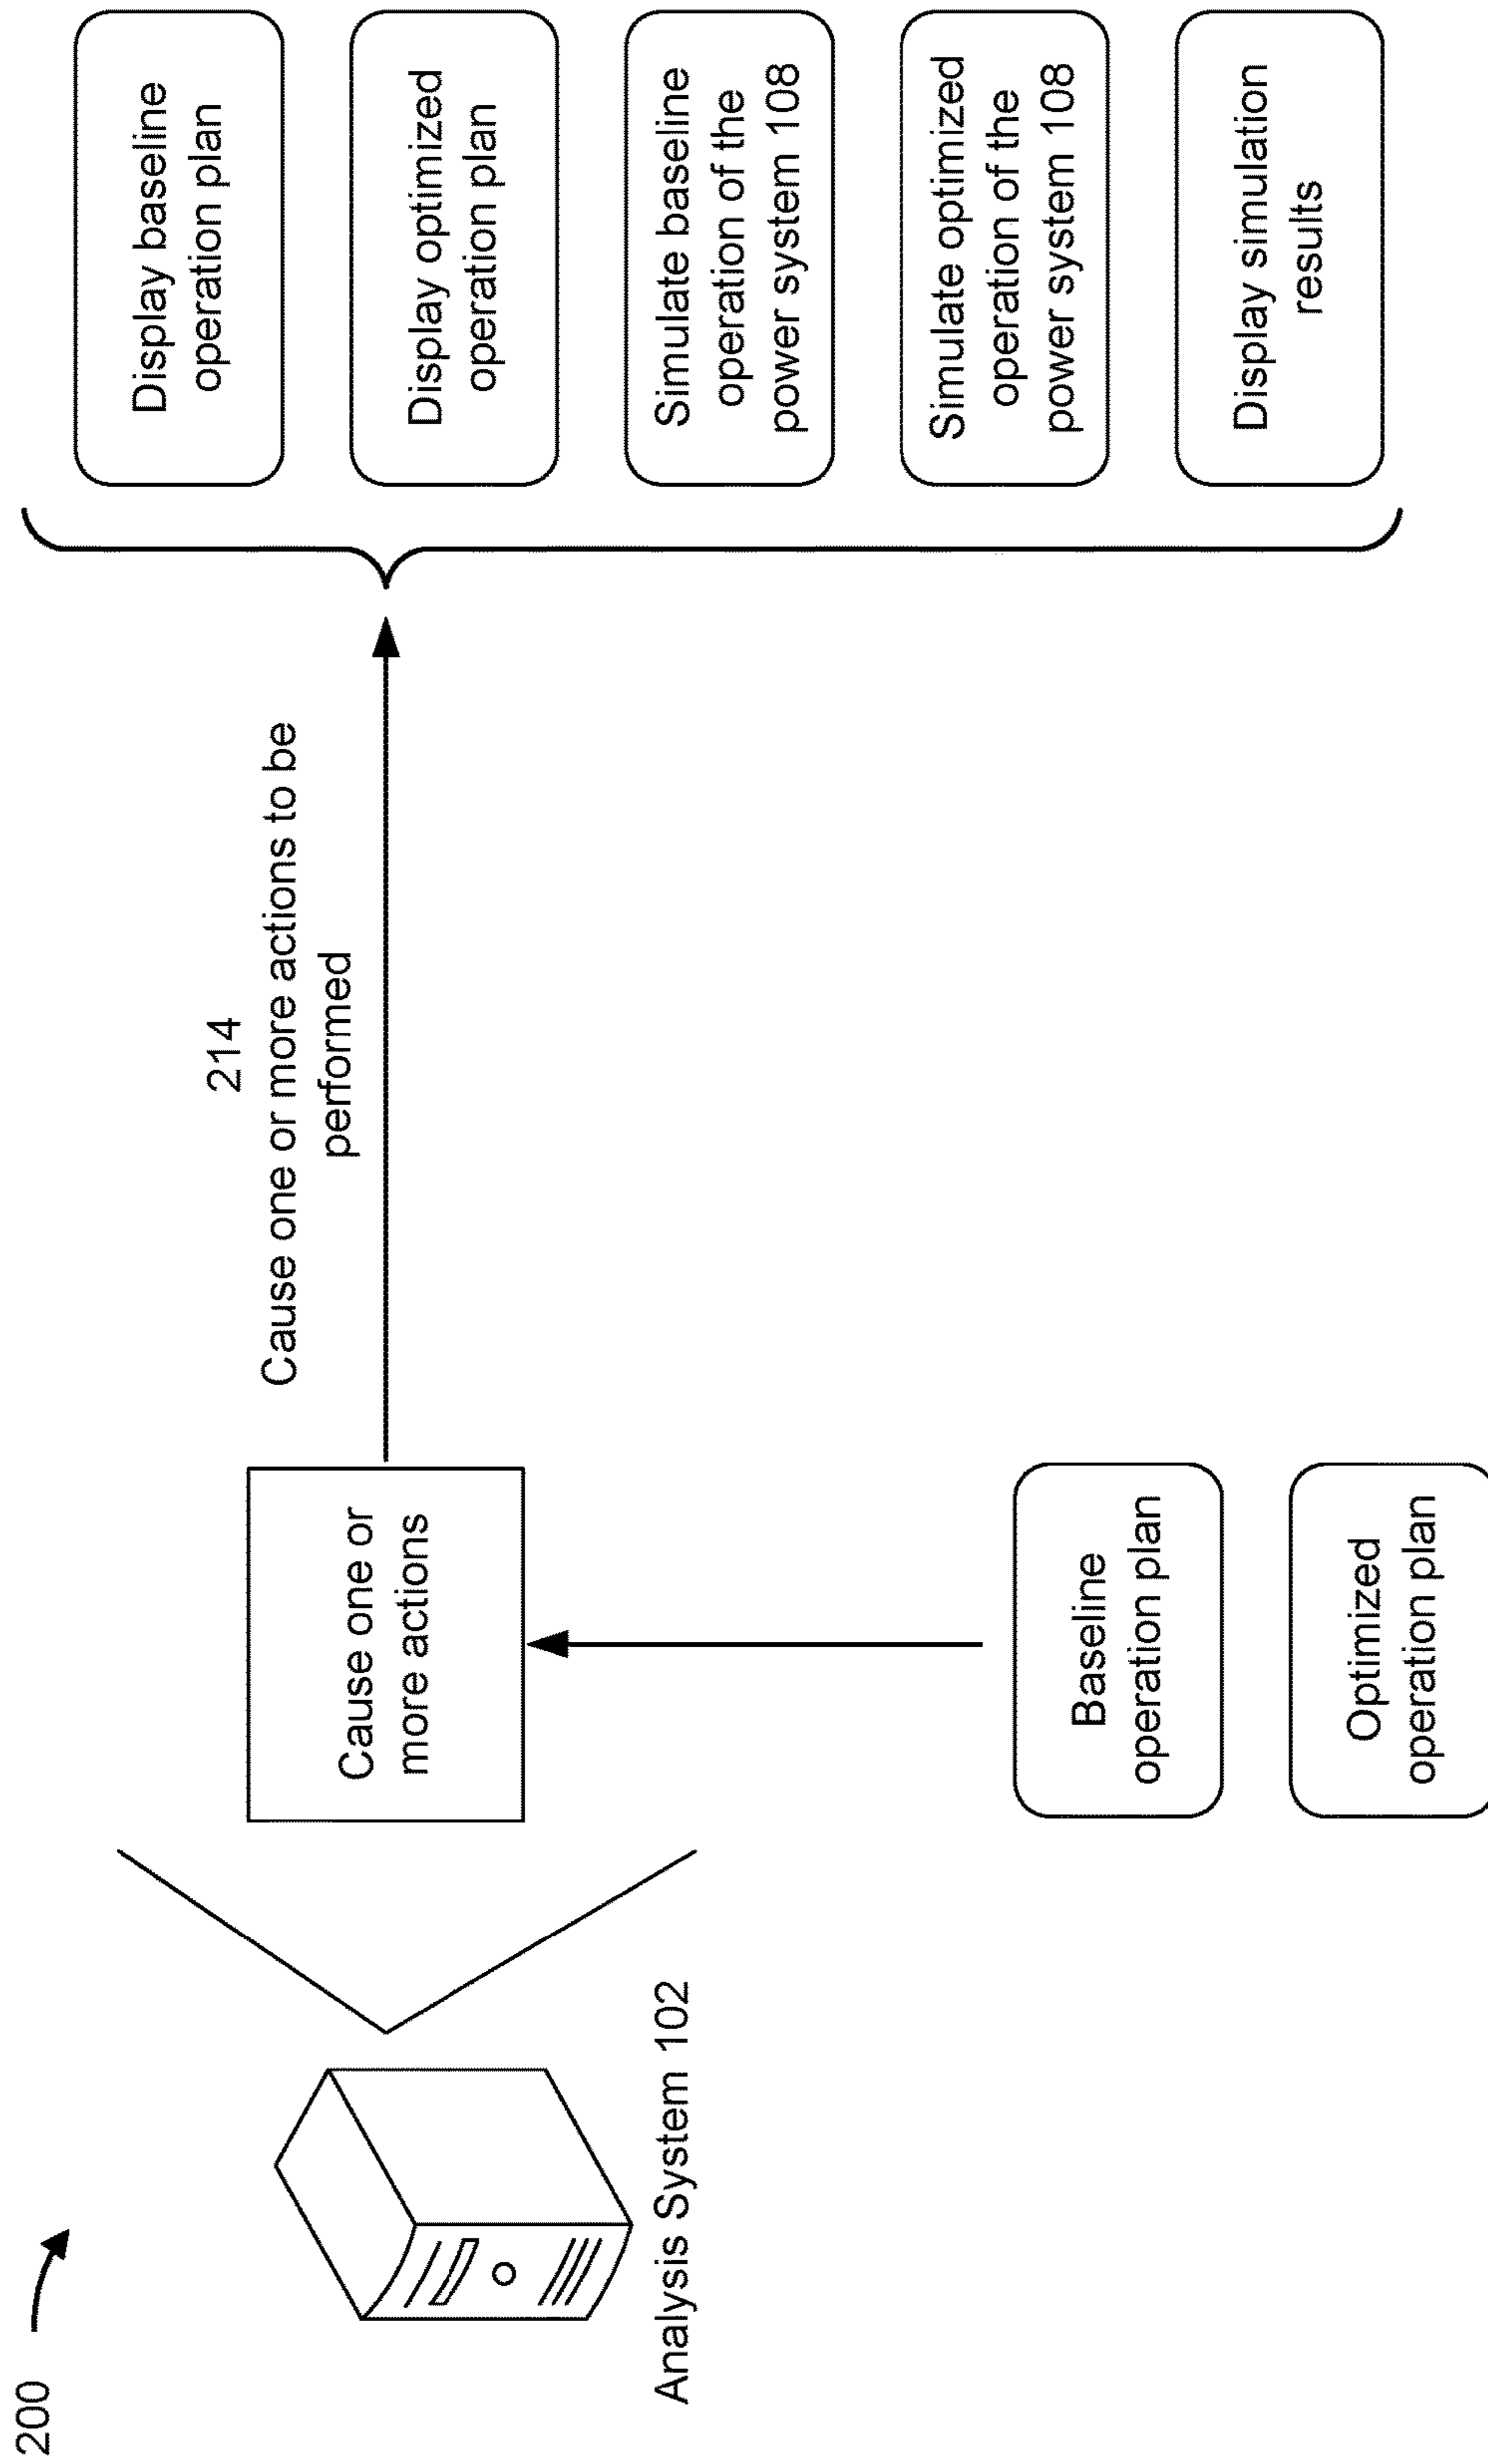 200
Analysis System 102
Cause one or
more actions
Baseline
operation plan
Optimized
operation plan
214
Cause one or more actions to be
performed
Display baseline
operation plan
Display optimized
operation plan
Simulate baseline
operation of the
power system 108
Simulate optimized
operation of the
power system 108
Display simulation
results